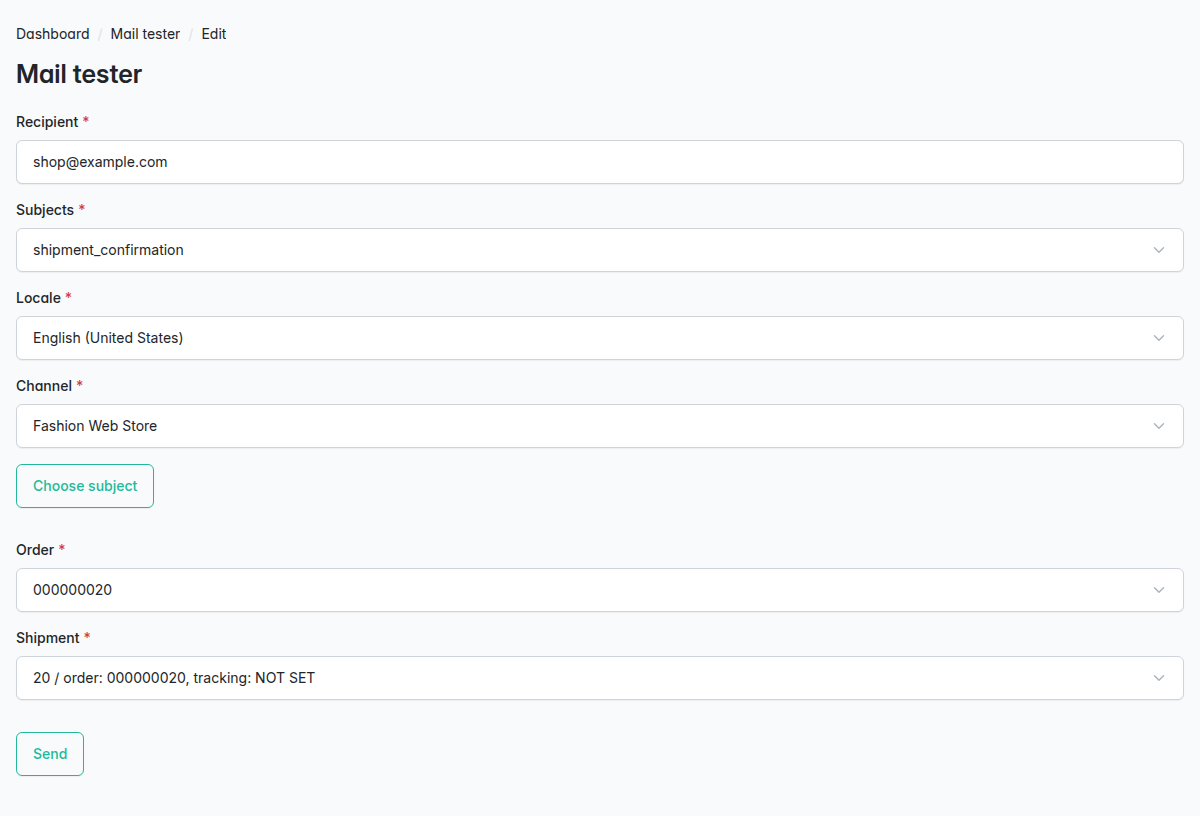 Dashboard / Mail tester / Edit
Mail tester
Recipient *
shop@example.com
Subjects *
shipment_confirmation
Locale *
English (United States)
Channel *
Fashion Web Store
Choose subject
Order *
000000020
Shipment *
20 / order: 000000020, tracking: NOT SET
Send